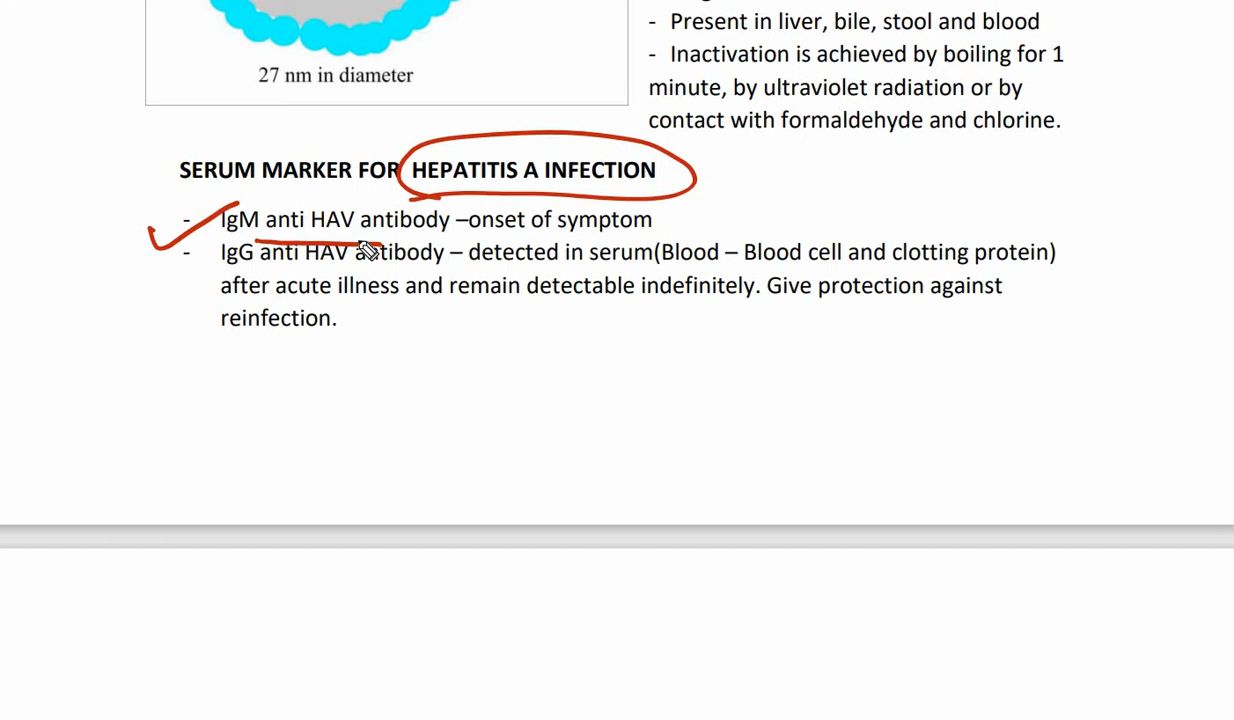 - Present in liver, bile, stool and blood
- Inactivation is achieved by boiling for 1
minute, by ultraviolet radiation or by
contact with formaldehyde and chlorine.
27 nm in diameter
SERUM MARKER FOR HEPATITIS A INFECTION
- IgM anti HAV antibody –onset of symptom
- IgG anti HAV antibody – detected in serum(Blood – Blood cell and clotting protein)
after acute illness and remain detectable indefinitely. Give protection against
reinfection.